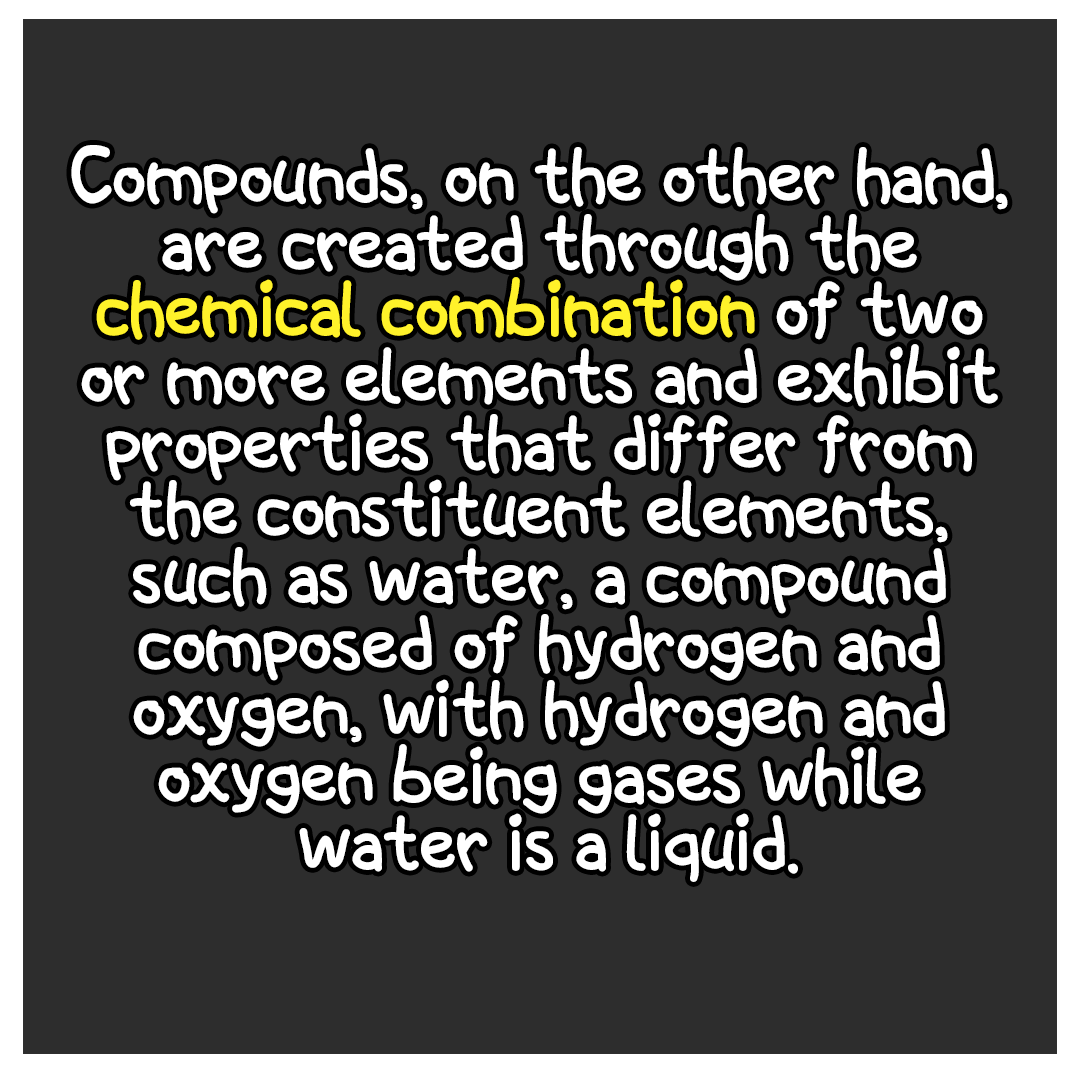 Compounds, on the other hand,
are created through the
chemical combination of two
or more elements and exhibit
properties that differ from
the constituent elements,
such as water, a compound
composed of hydrogen and
oxygen, with hydrogen and
oxygen being gases while
water is a liquid.